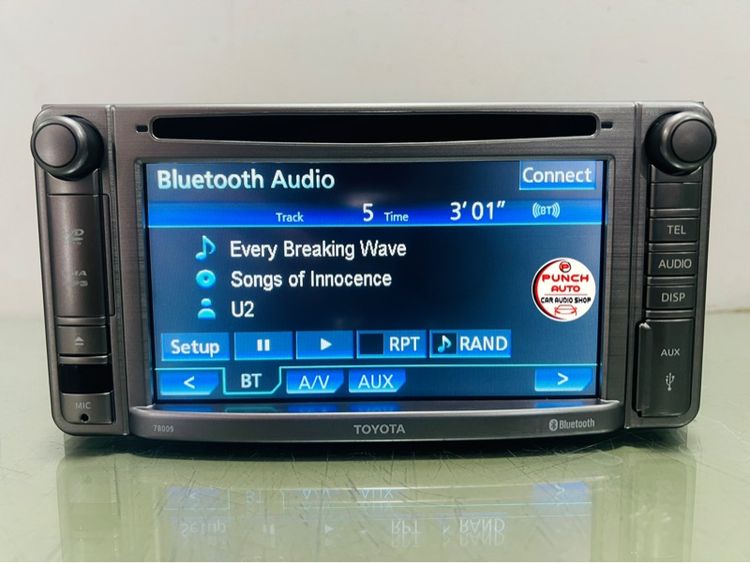 Bluetooth Audio
Connect
Track 5 Time 3'01" BT
Every Breaking Wave
Songs of Innocence
U2
P
PUNCH
AUTO
CAR AUDIO SHOP
Setup
RPT
RAND
< BT A/V AUX >
TEL
AUDIO
DISP
AUX
MIC
78009
TOYOTA
Bluetooth